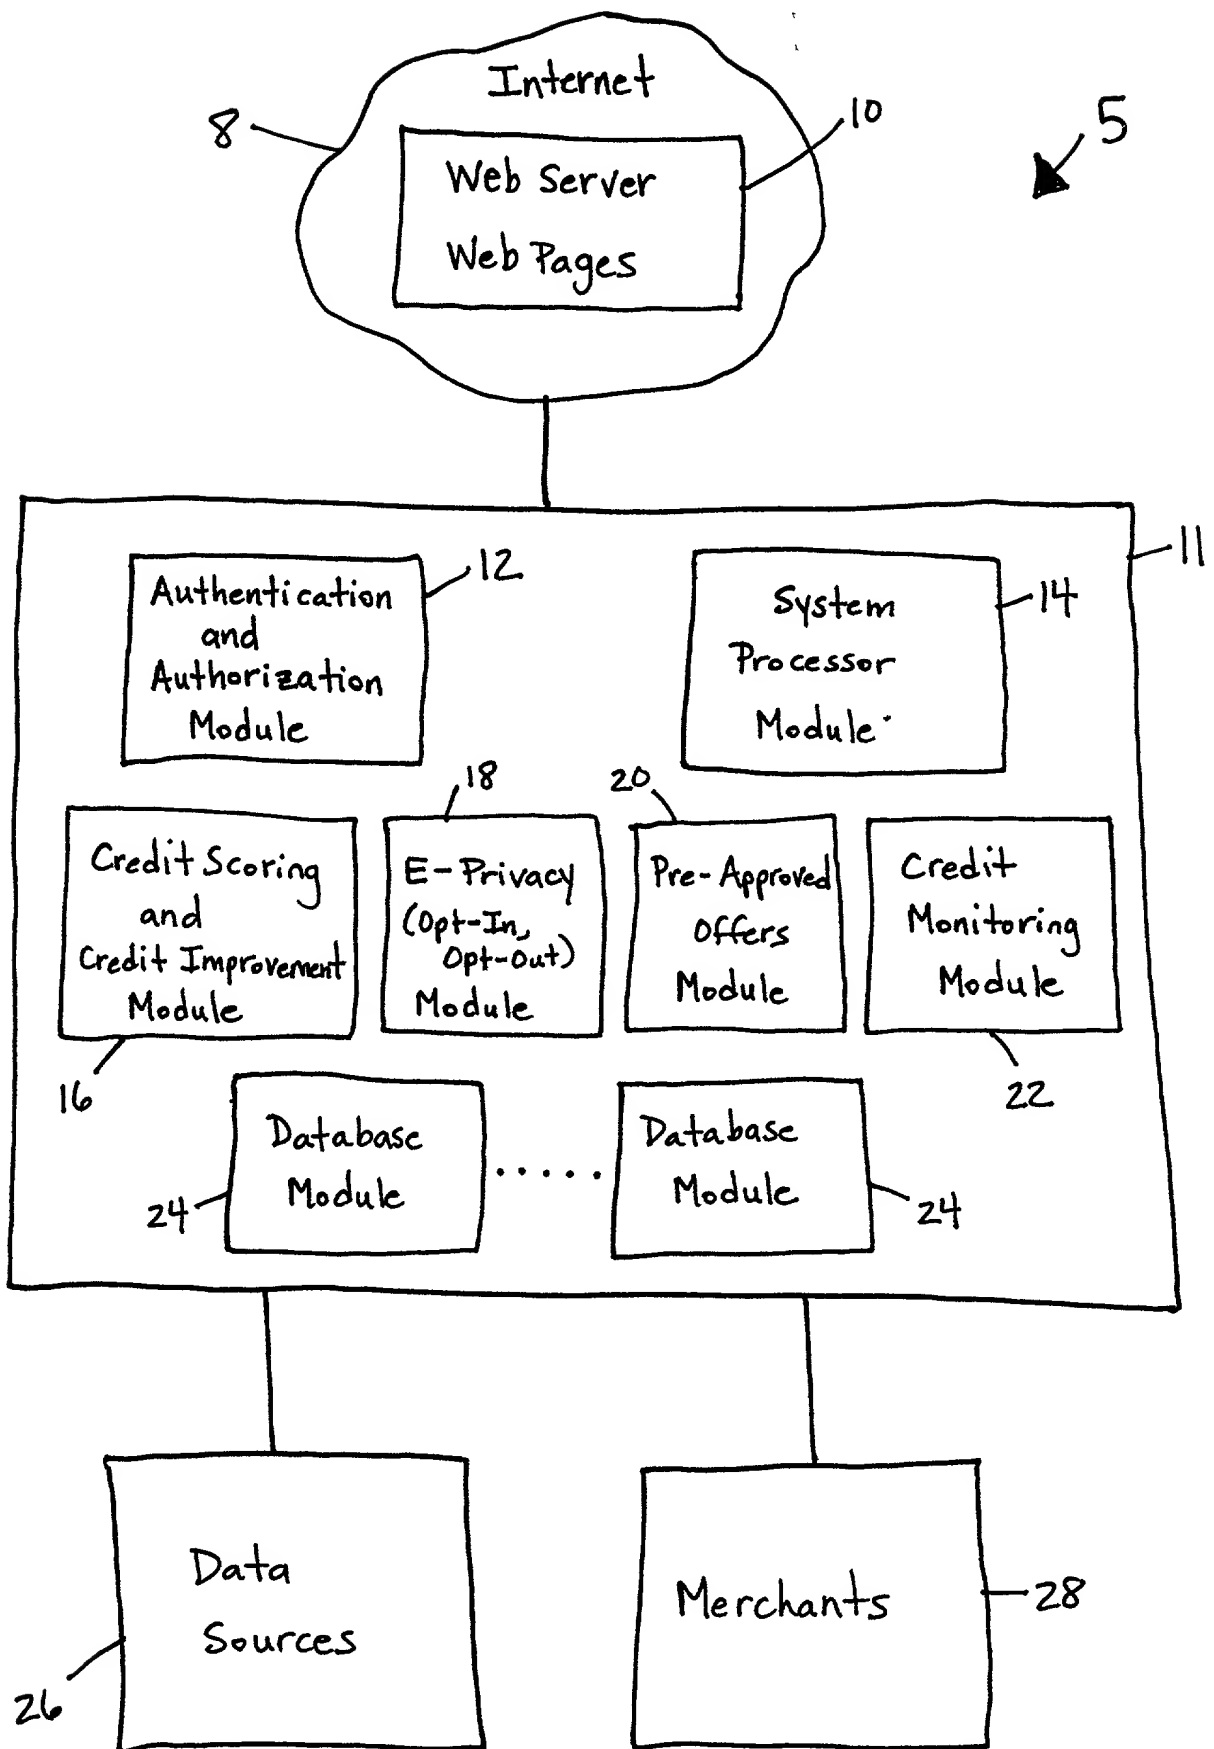 Internet
8
10
5
Web Server
Web Pages
11
12
Authentication
and
Authorization
Module
14
System
Processor
Module
18
20
Credit Scoring
and
Credit Improvement
Module
E-Privacy
(Opt-In,
Opt-Out)
Module
Pre-Approved
Offers
Module
Credit
Monitoring
Module
16
22
Database
Module
.....
Database
Module
24
24
Data
Sources
Merchants
28
26